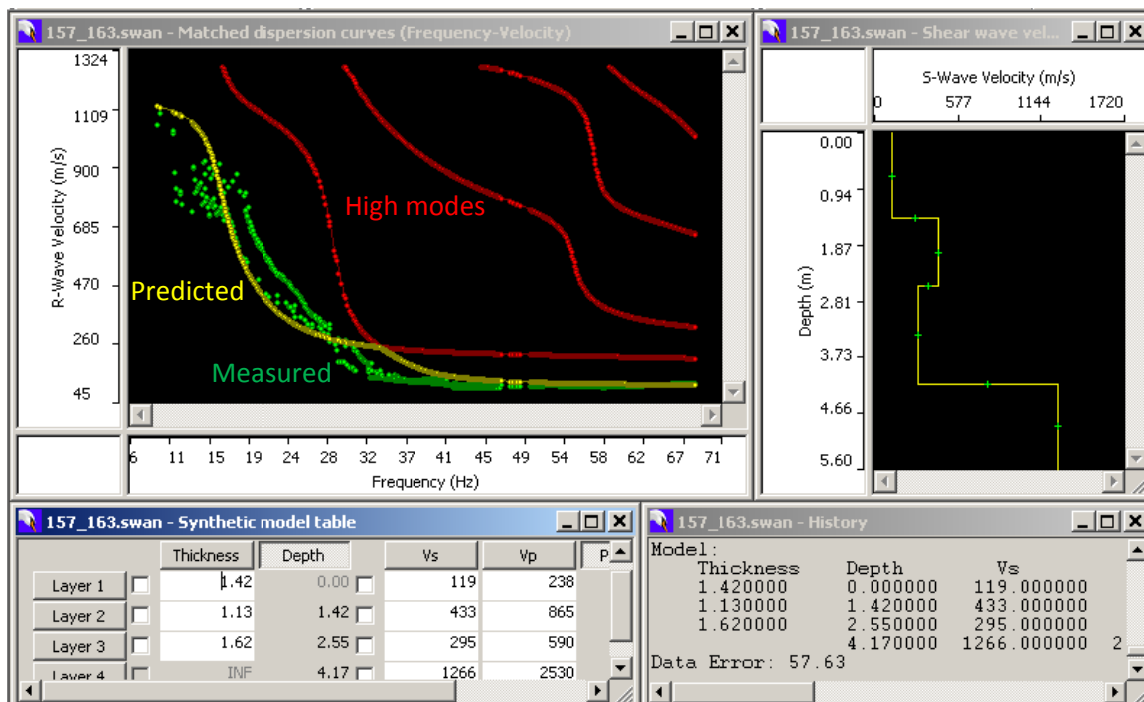 157_163.swan - Matched dispersion curves (Frequency-Velocity)
1324
1109
900
685
470
260
45
R-Wave Velocity (m/s)
High modes
Predicted
Measured
6 11 15 19 24 28 32 37 41 45 49 54 58 62 67 71
Frequency (Hz)
157_163.swan - Shear wave vel...
S-Wave Velocity (m/s)
0 577 1144 1720
0.00
0.94
1.87
2.81
3.73
4.66
5.60
Depth (m)
157_163.swan - Synthetic model table
Thickness Depth Vs Vp P
Layer 1 1.42 0.00 119 238
Layer 2 1.13 1.42 433 865
Layer 3 1.62 2.55 295 590
Layer 4 INF 4.17 1266 2530
157_163.swan - History
Model:
Thickness Depth Vs
1.420000 0.000000 119.000000
1.130000 1.420000 433.000000
1.620000 2.550000 295.000000
4.170000 1266.000000 2
Data Error: 57.63